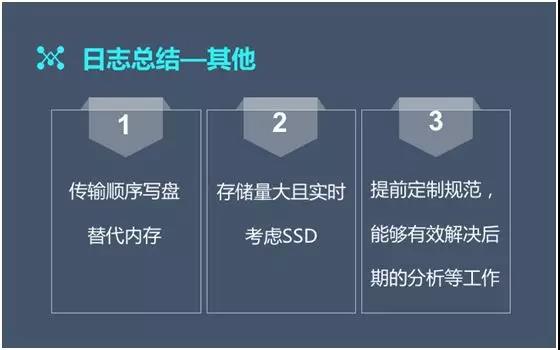 日志总结—其他
1
传输顺序写盘
替代内存
2
存储量大且实时
考虑SSD
3
提前定制规范，
能够有效解决后
期的分析等工作